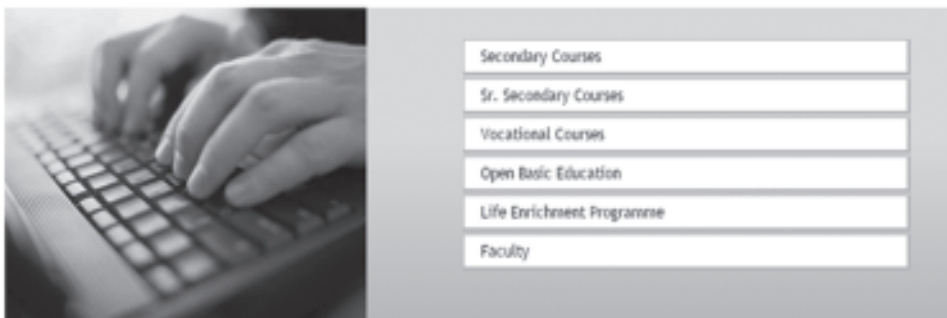 Secondary Courses
Sr. Secondary Courses
Vocational Courses
Open Basic Education
Life Enrichment Programme
Faculty